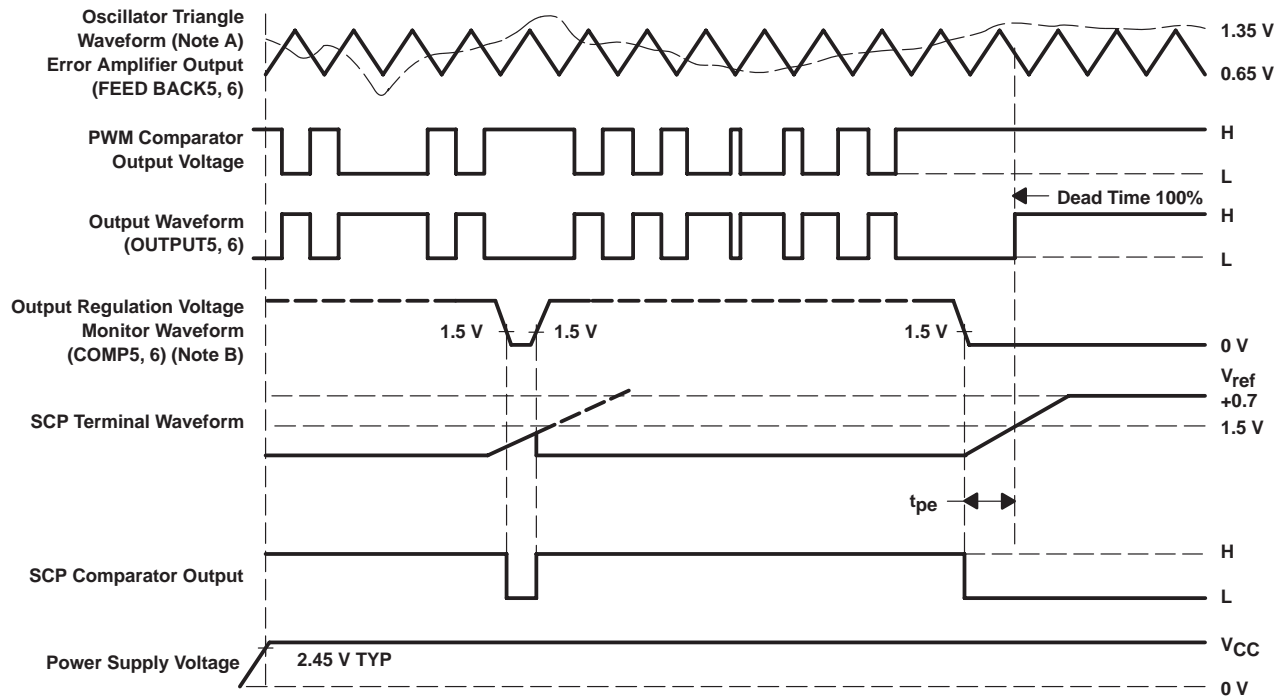 Oscillator Triangle
Waveform (Note A)
Error Amplifier Output
(FEED BACK5, 6)
1.35 V
0.65 V
PWM Comparator
Output Voltage
H
L
Dead Time 100%
Output Waveform
(OUTPUT5, 6)
H
L
Output Regulation Voltage
Monitor Waveform
(COMP5, 6) (Note B)
1.5 V
1.5 V
1.5 V
0 V
SCP Terminal Waveform
Vref
+0.7
1.5 V
tpe
SCP Comparator Output
H
L
Power Supply Voltage
2.45 V TYP
VCC
0 V